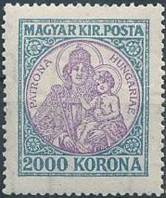 MAGYAR KIR. POSTA
PATRONA HUNGARIAE
2000 KORONA